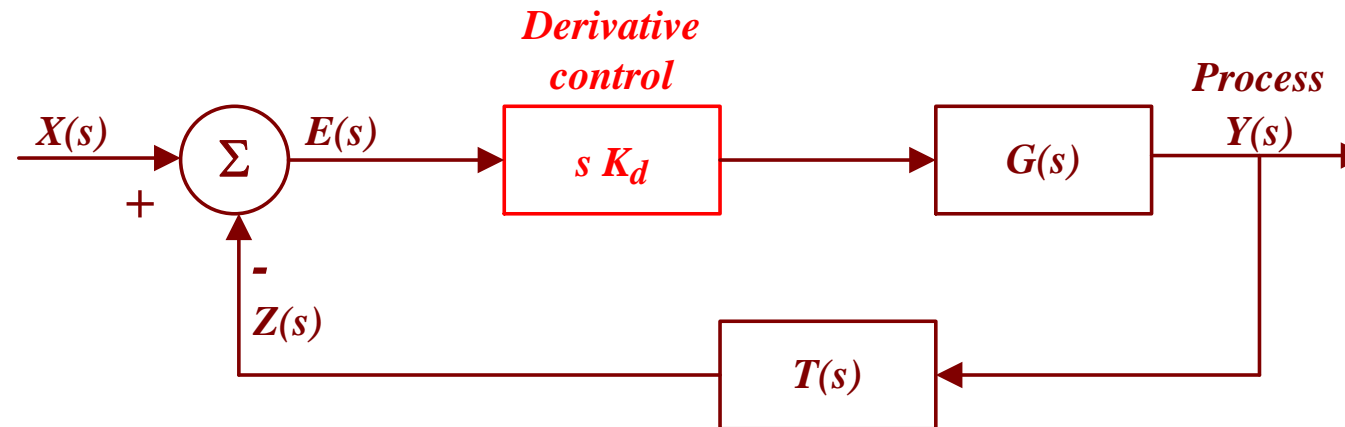 Derivative
control
Process
X(s)
E(s)
Y(s)
Σ
s K_d
G(s)
+
-
Z(s)
T(s)